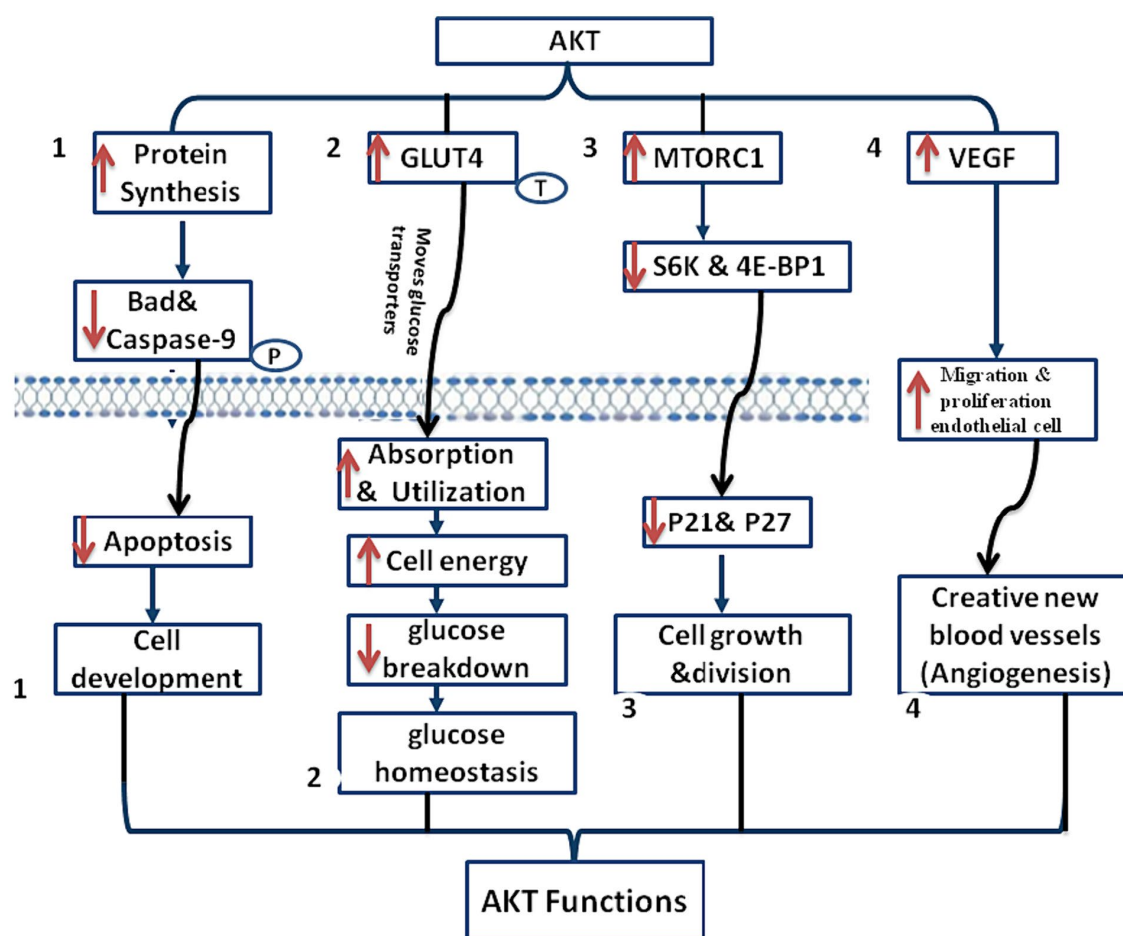 AKT
1
Protein
Synthesis
2
GLUT4
T
3
MTORC1
4
VEGF
Moves glucose
transporters
S6K & 4E-BP1
Bad&
Caspase-9
P
Migration &
proliferation
endothelial cell
Absorption
& Utilization
P21& P27
Apoptosis
Cell energy
Creative new
blood vessels
(Angiogenesis)
Cell
development
1
glucose
breakdown
Cell growth
&division
3
4
glucose
homeostasis
2
AKT Functions